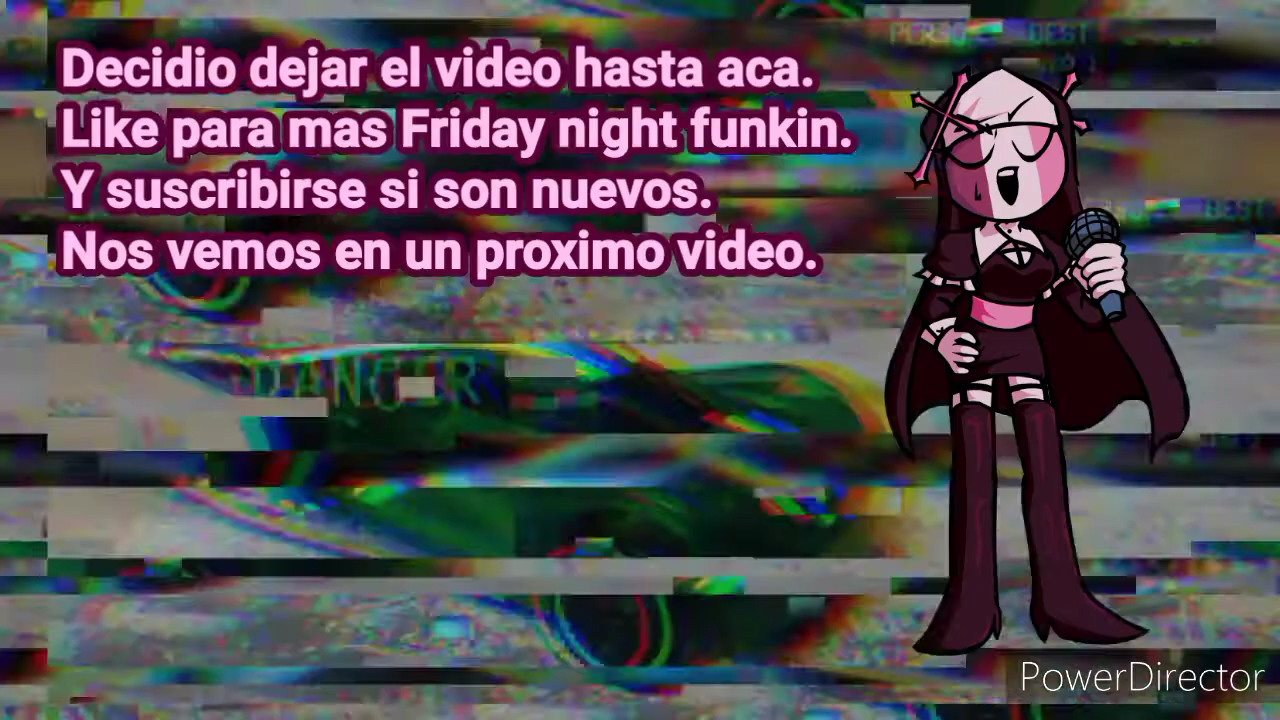 Decidio dejar el video hasta aca.
Like para mas Friday night funkin.
Y suscribirse si son nuevos.
Nos vemos en un proximo video.
DANGER
PowerDirector